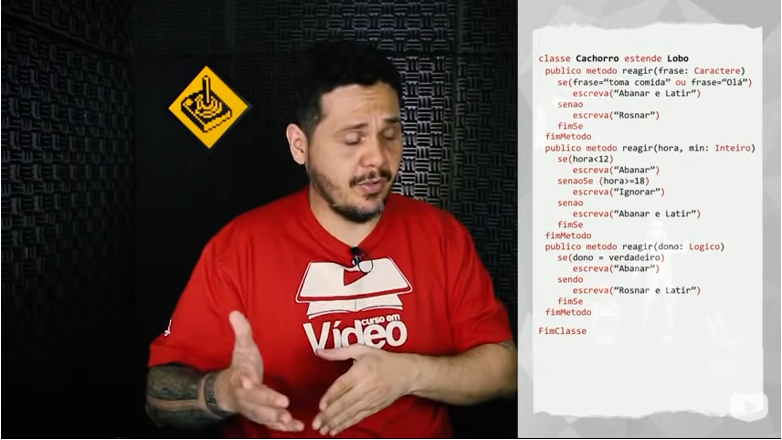 curso em
Vídeo
classe Cachorro estende Lobo
publico metodo reagir(frase: Caractere)
se(frase=“toma comida” ou frase=“Olá”)
escreva(“Abanar e Latir”)
senao
escreva(“Rosnar”)
fimSe
fimMetodo
publico metodo reagir(hora, min: Inteiro)
se(hora<12)
escreva(“Abanar”)
senaoSe (hora>=18)
escreva(“Ignorar”)
senao
escreva(“Abanar e Latir”)
fimSe
fimMetodo
publico metodo reagir(dono: Logico)
se(dono = verdadeiro)
escreva(“Abanar”)
sendo
escreva(“Rosnar e Latir”)
fimSe
fimMetodo
FimClasse